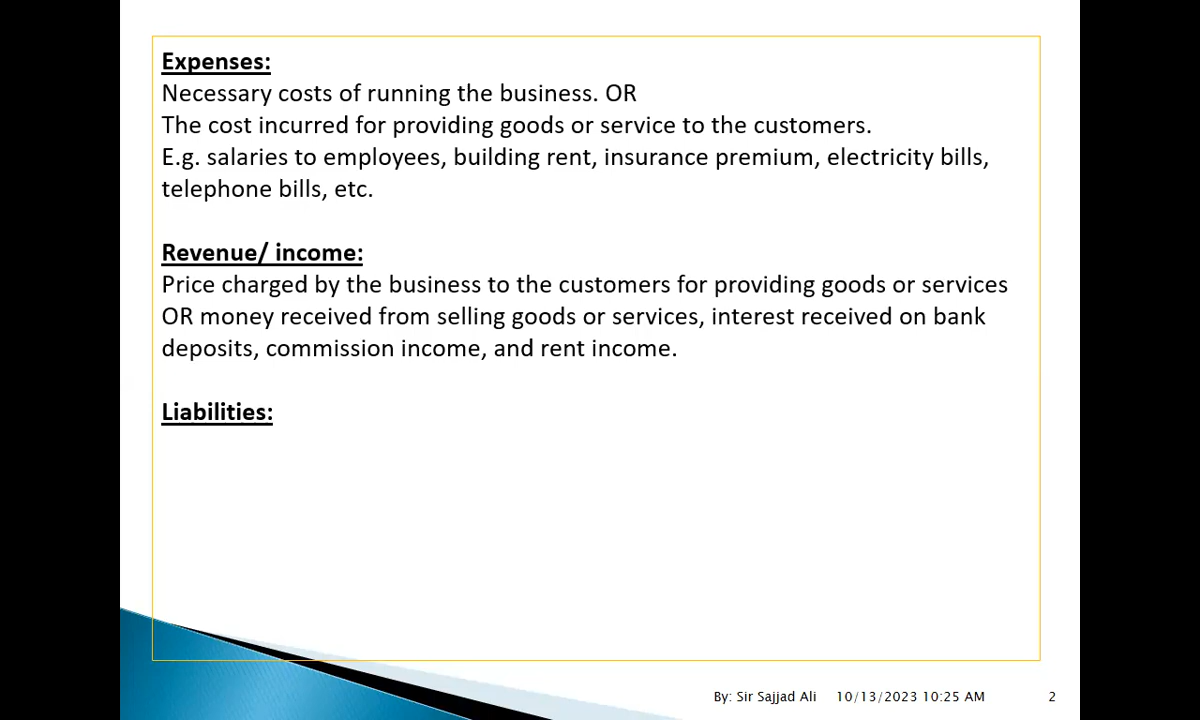 Expenses:
Necessary costs of running the business. OR
The cost incurred for providing goods or service to the customers.
E.g. salaries to employees, building rent, insurance premium, electricity bills,
telephone bills, etc.
Revenue/ income:
Price charged by the business to the customers for providing goods or services
OR money received from selling goods or services, interest received on bank
deposits, commission income, and rent income.
Liabilities:
By: Sir Sajjad Ali 10/13/2023 10:25 AM 2